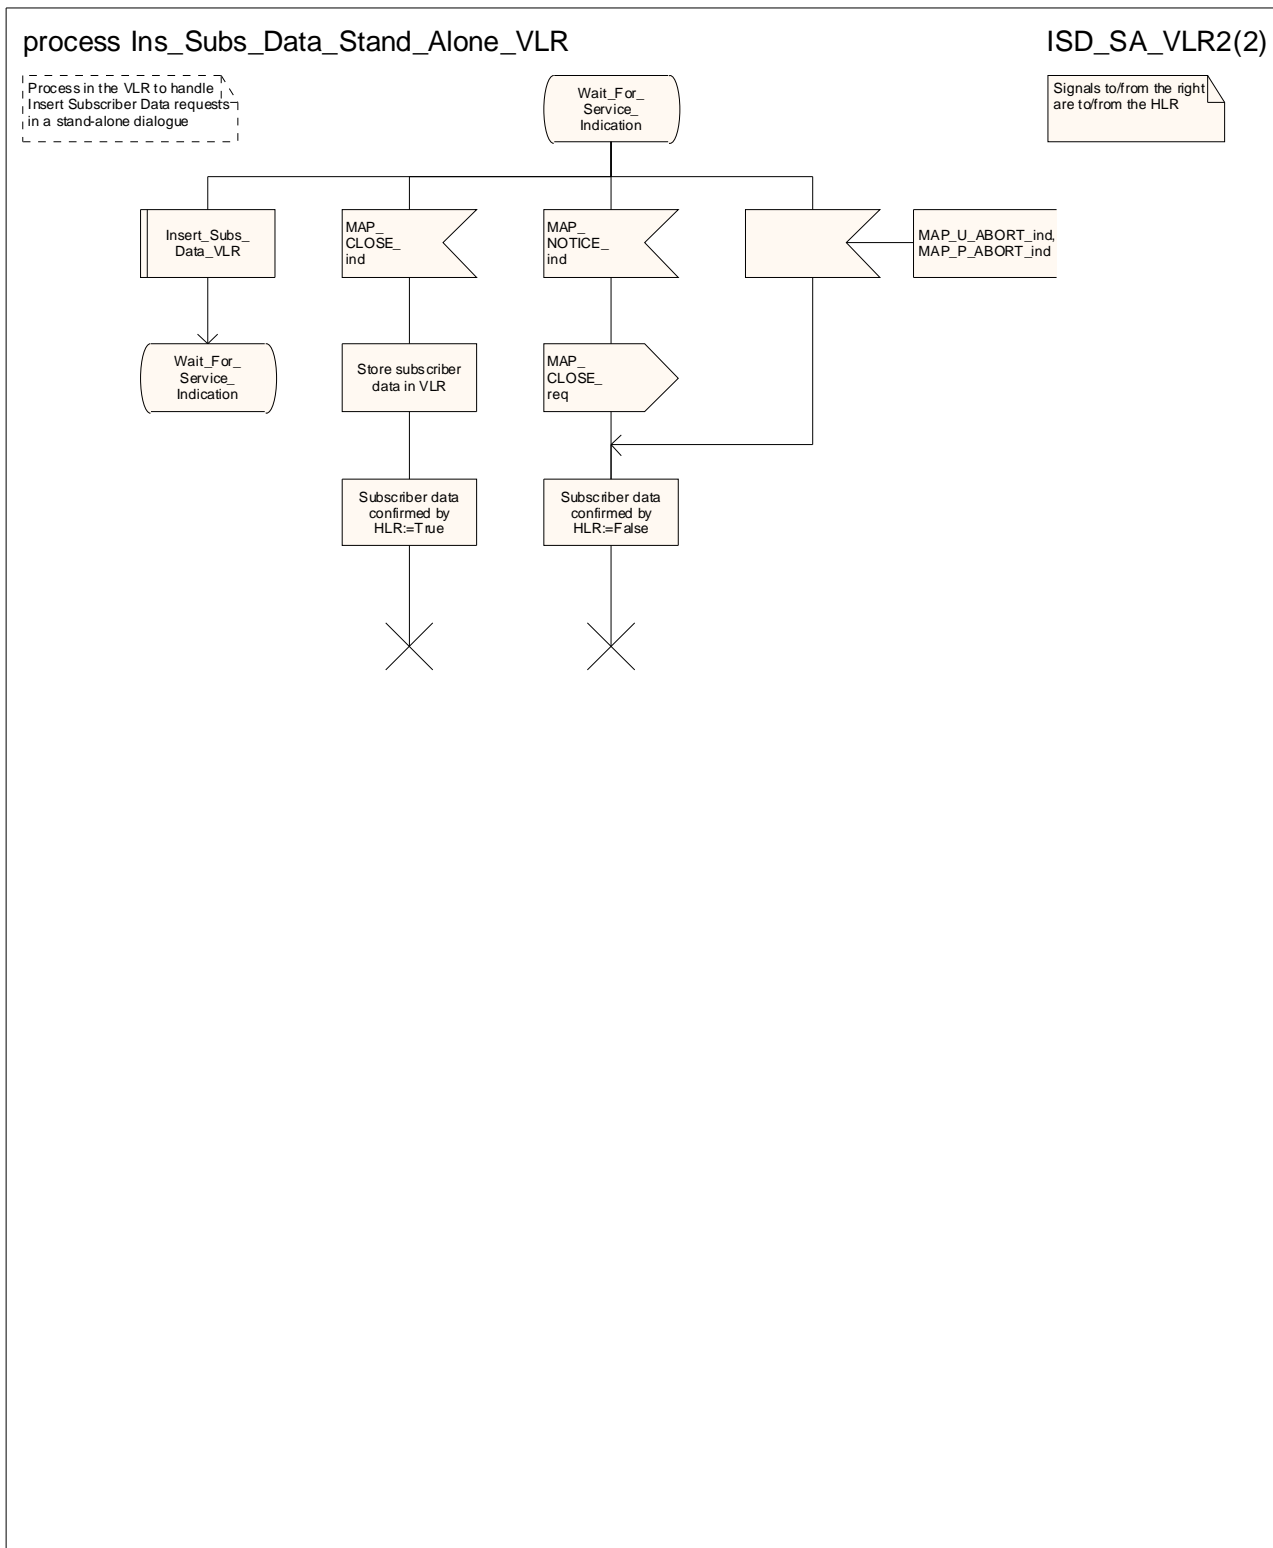 process Ins_Subs_Data_Stand_Alone_VLR
ISD_SA_VLR2(2)
Process in the VLR to handle
Insert Subscriber Data requests
in a stand-alone dialogue
Wait_For_
Service_
Indication
Signals to/from the right
are to/from the HLR
Insert_Subs_
Data_VLR
MAP_
CLOSE_
ind
MAP_
NOTICE_
ind
MAP_U_ABORT_ind,
MAP_P_ABORT_ind
Wait_For_
Service_
Indication
Store subscriber
data in VLR
MAP_
CLOSE_
req
Subscriber data
confirmed by
HLR:=True
Subscriber data
confirmed by
HLR:=False